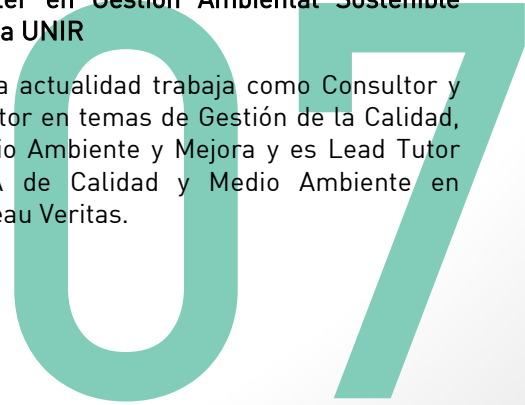 en Gestión Ambiental Sostenible
a UNIR
a actualidad trabaja como Consultor y
tor en temas de Gestión de la Calidad,
io Ambiente y Mejora y es Lead Tutor
de Calidad y Medio Ambiente en
eau Veritas.
07